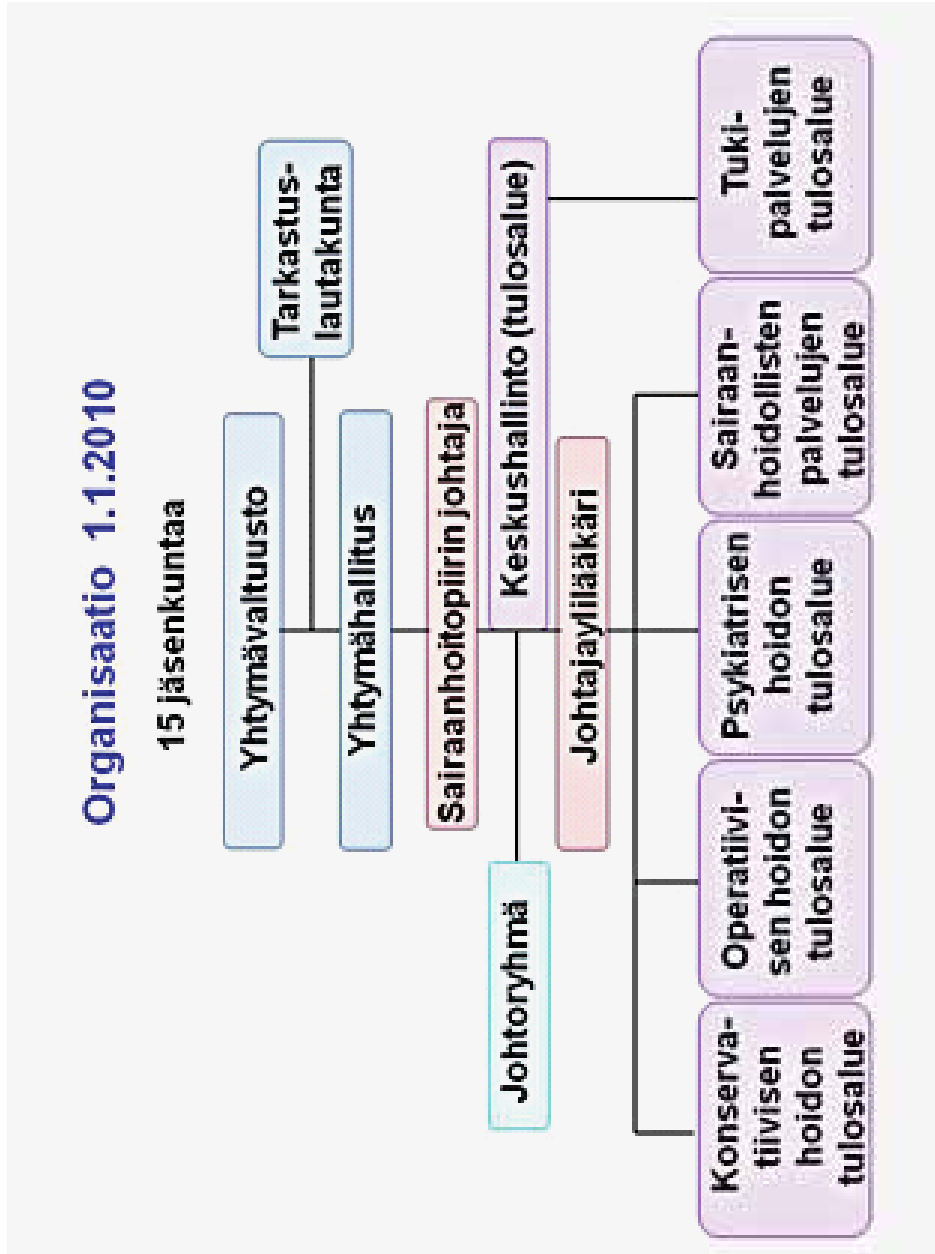 Organisaatio 1.1.2010
15 jäsenkuntaa
Yhtymävaltuusto
Tarkastus-
lautakunta
Yhtymähallitus
Sairaanhoitopiirin johtaja
Johtoryhmä
Keskushallinto (tulosalue)
Johtajaylilääkäri
Konserva-
tiivisen
hoidon
tulosalue
Operatiivi-
sen hoidon
tulosalue
Psykiatrisen
hoidon
tulosalue
Sairaan-
hoidollisten
palvelujen
tulosalue
Tuki-
palvelujen
tulosalue